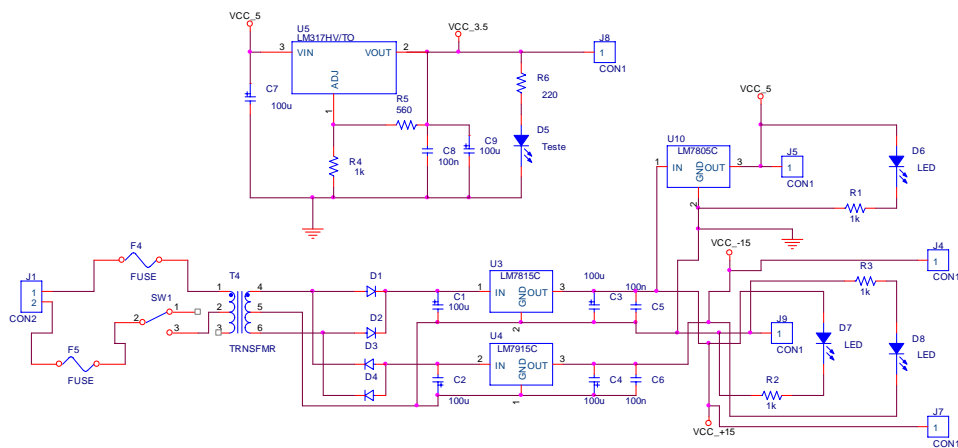 VCC_5
U5
LM317HV/TO
3
VIN
VOUT
2
ADJ
1
VCC_3.5
J8
1
CON1
C7
100u
R5
560
R4
1k
C8
100n
C9
100u
R6
220
D5
Teste
VCC_5
U10
LM7805C
1
IN
OUT
3
GND
2
J5
1
CON1
D6
LED
R1
1k
J1
1
2
CON2
F4
FUSE
SW1
1
2
3
F5
FUSE
T4
1
2
3
4
5
6
TRNSFMR
D1
D2
D3
D4
C1
100u
C2
100u
U3
LM7815C
1
IN
OUT
3
GND
2
U4
LM7915C
2
IN
OUT
3
GND
1
100u
C3
100n
C5
C4
100u
C6
100n
VCC_-15
J4
1
CON1
R3
1k
J9
1
CON1
D7
LED
D8
LED
R2
1k
VCC_+15
J7
1
CON1